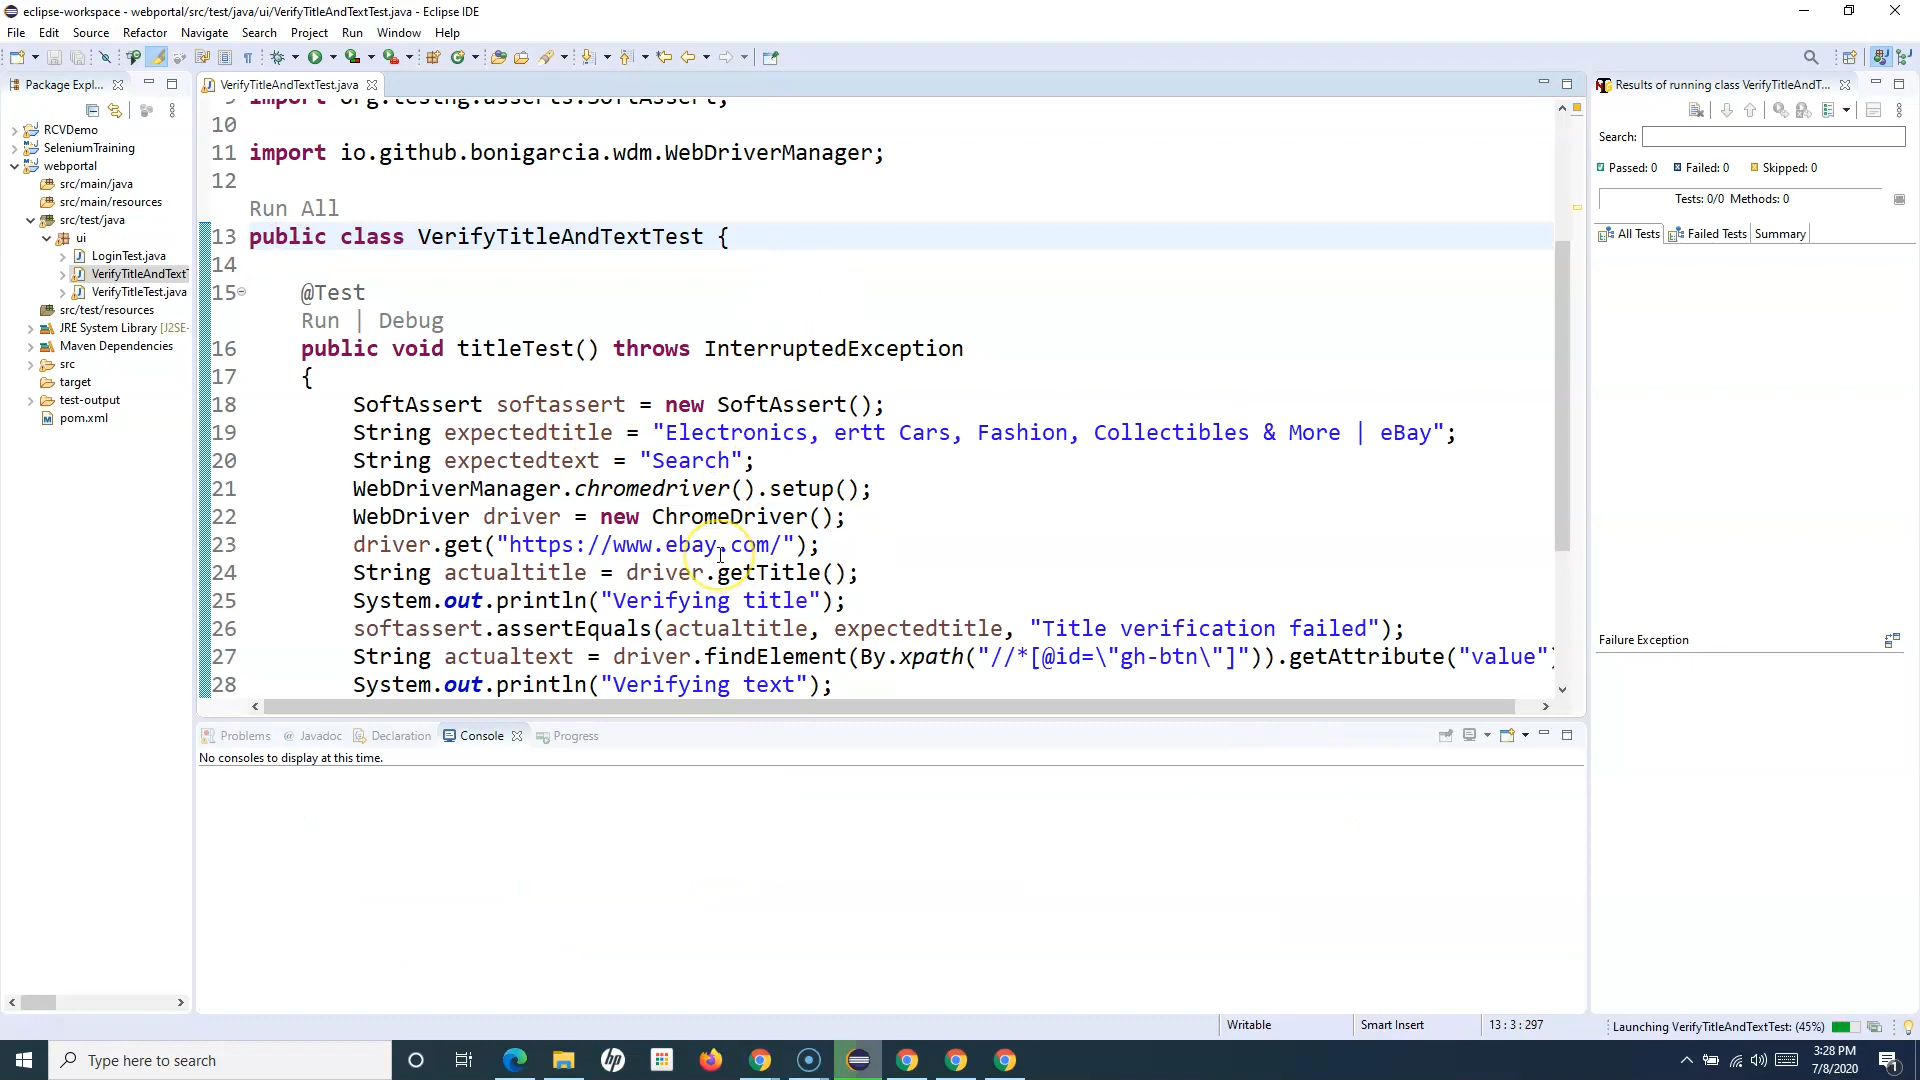 eclipse-workspace - webportal/src/test/java/ui/VerifyTitleAndTextTest.java - Eclipse IDE
File Edit Source Refactor Navigate Search Project Run Window Help
Package Expl...
RCVDemo
SeleniumTraining
webportal
src/main/java
src/main/resources
src/test/java
ui
LoginTest.java
VerifyTitleAndTextT
VerifyTitleTest.java
src/test/resources
JRE System Library [J2SE-
Maven Dependencies
src
target
test-output
pom.xml
VerifyTitleAndTextTest.java
9 import org.testng.asserts.SoftAssert;
10
11 import io.github.bonigarcia.wdm.WebDriverManager;
12
Run All
13 public class VerifyTitleAndTextTest {
14
15 @Test
Run | Debug
16 public void titleTest() throws InterruptedException
17 {
18 SoftAssert softassert = new SoftAssert();
19 String expectedtitle = "Electronics, ertt Cars, Fashion, Collectibles & More | eBay";
20 String expectedtext = "Search";
21 WebDriverManager.chromedriver().setup();
22 WebDriver driver = new ChromeDriver();
23 driver.get("https://www.ebay.com/");
24 String actualtitle = driver.getTitle();
25 System.out.println("Verifying title");
26 softassert.assertEquals(actualtitle, expectedtitle, "Title verification failed");
27 String actualtext = driver.findElement(By.xpath("//*[@id=\"gh-btn\"]")).getAttribute("value")
28 System.out.println("Verifying text");
Problems Javadoc Declaration Console Progress
No consoles to display at this time.
Results of running class VerifyTitleAndT...
Search:
Passed: 0 Failed: 0 Skipped: 0
Tests: 0/0 Methods: 0
All Tests Failed Tests Summary
Failure Exception
Writable Smart Insert 13 : 3 : 297 Launching VerifyTitleAndTextTest: (45%)
Type here to search
3:28 PM
7/8/2020
1